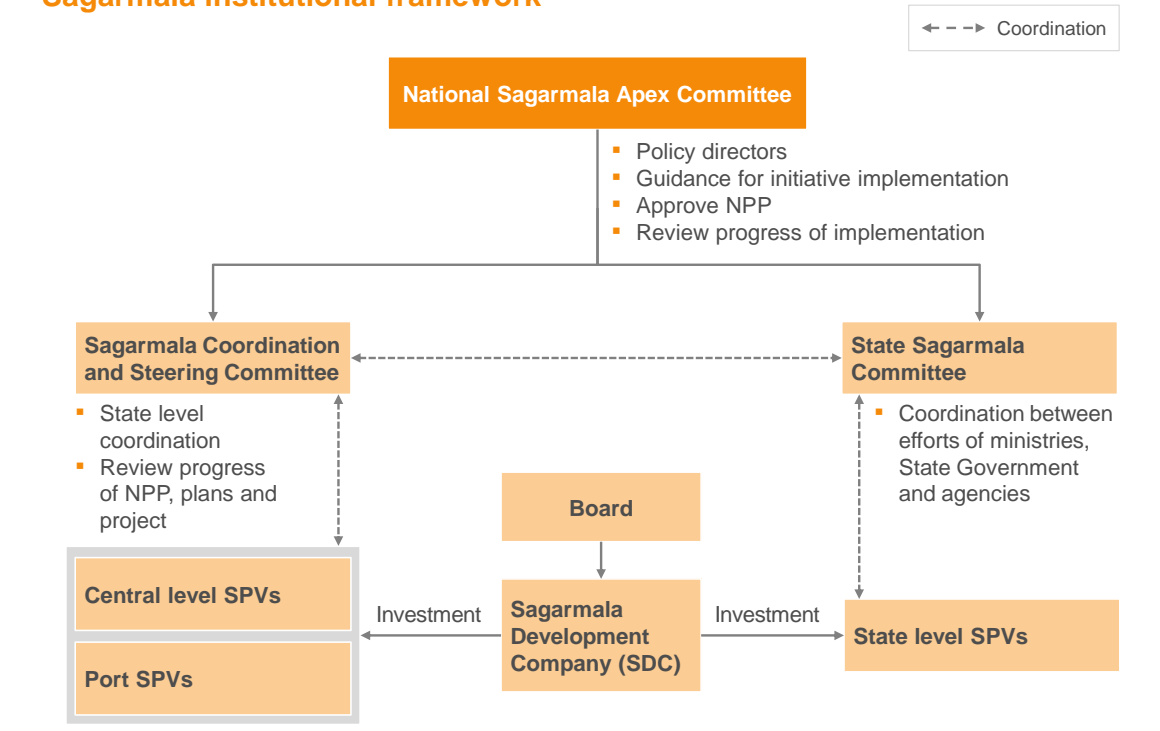 Sagarmala Institutional framework
Coordination
National Sagarmala Apex Committee
▪ Policy directors
▪ Guidance for initiative implementation
▪ Approve NPP
▪ Review progress of implementation
Sagarmala Coordination
and Steering Committee
State Sagarmala
Committee
▪ State level
coordination
▪ Review progress
of NPP, plans and
project
▪ Coordination between
efforts of ministries,
State Government
and agencies
Board
Central level SPVs
Port SPVs
Investment
Sagarmala
Development
Company (SDC)
Investment
State level SPVs